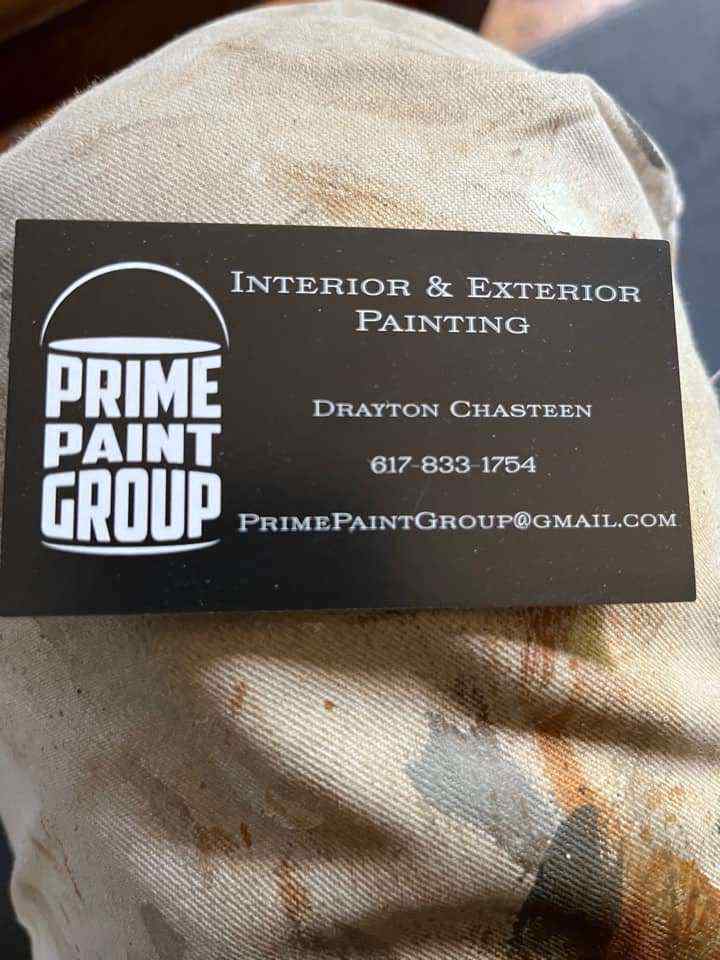 PRIME
PAINT
GROUP
INTERIOR & EXTERIOR
PAINTING
DRAYTON CHASTEEN
617-833-1754
PRIMEPAINTGROUP@GMAIL.COM